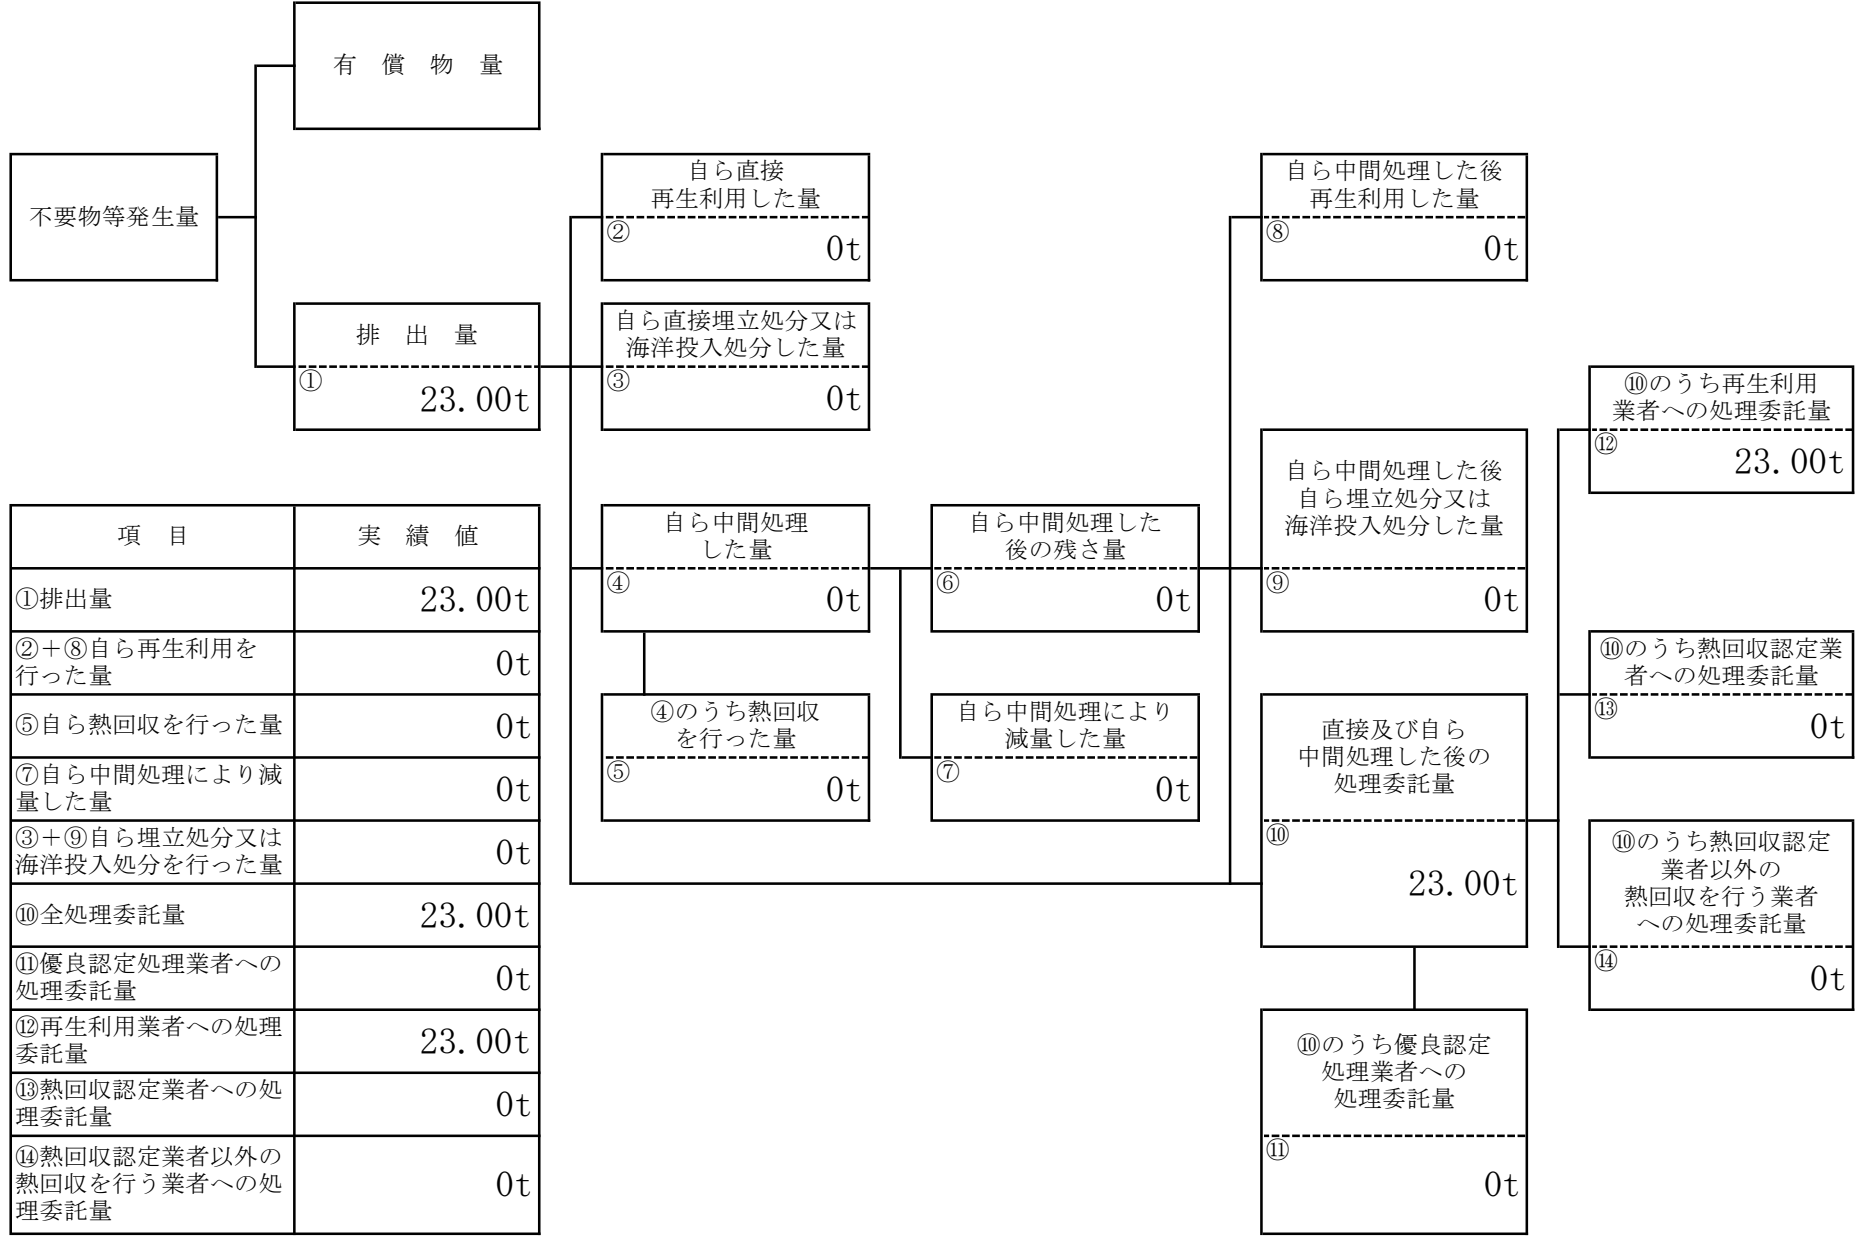 有償物量
不要物等発生量
排出量
①
23.00t
自ら直接
再生利用した量
②
0t
自ら直接埋立処分又は
海洋投入処分した量
③
0t
自ら中間処理
した量
④
0t
④のうち熱回収
を行った量
⑤
0t
自ら中間処理した
後の残さ量
⑥
0t
自ら中間処理により
減量した量
⑦
0t
自ら中間処理した後
再生利用した量
⑧
0t
自ら中間処理した後
自ら埋立処分又は
海洋投入処分した量
⑨
0t
直接及び自ら
中間処理した後の
処理委託量
⑩
23.00t
⑩のうち優良認定
処理業者への
処理委託量
⑪
0t
⑩のうち再生利用
業者への処理委託量
⑫
23.00t
⑩のうち熱回収認定業
者への処理委託量
⑬
0t
⑩のうち熱回収認定
業者以外の
熱回収を行う業者
への処理委託量
⑭
0t
項目 実績値
①排出量 23.00t
②＋⑧自ら再生利用を
行った量
0t
⑤自ら熱回収を行った量 0t
⑦自ら中間処理により減
量した量
0t
③＋⑨自ら埋立処分又は
海洋投入処分を行った量
0t
⑩全処理委託量 23.00t
⑪優良認定処理業者への
処理委託量
0t
⑫再生利用業者への処理
委託量
23.00t
⑬熱回収認定業者への処
理委託量
0t
⑭熱回収認定業者以外の
熱回収を行う業者への処
理委託量
0t